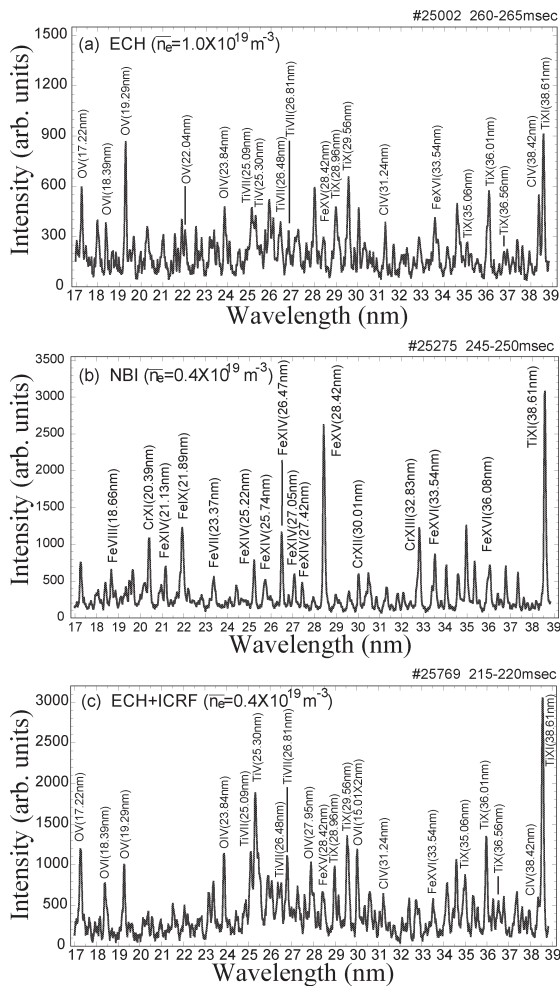 #25002 260-265msec
(a) ECH (n̅e=1.0X10¹⁹m⁻³)
Intensity (arb. units)
1500
1200
900
600
300
0
OV(17.22nm)
OVI(18.39nm)
OV(19.29nm)
OV(22.04nm)
OIV(23.84nm)
TiVII(25.09nm)
TiV(25.30nm)
TiVII(26.48nm)
TiVII(26.81nm)
FeXV(28.42nm)
TiX(28.96nm)
TiX(29.56nm)
CIV(31.24nm)
FeXVI(33.54nm)
TiX(35.06nm)
TiX(36.01nm)
TiX(36.56nm)
CIV(38.42nm)
TiXI(38.61nm)
17 18 19 20 21 22 23 24 25 26 27 28 29 30 31 32 33 34 35 36 37 38 39
Wavelength (nm)
#25275 245-250msec
(b) NBI (n̅e=0.4X10¹⁹m⁻³)
Intensity (arb. units)
3500
3000
2500
2000
1500
1000
500
0
FeVIII(18.66nm)
CrXI(20.39nm)
FeXIV(21.13nm)
FeIX(21.89nm)
FeVIII(23.37nm)
FeXIV(25.22nm)
FeXIV(25.74nm)
FeXIV(26.47nm)
FeXIV(27.05nm)
FeXIV(27.42nm)
FeXV(28.42nm)
CrXII(30.01nm)
CrXIII(32.83nm)
FeXVI(33.54nm)
FeXVI(36.08nm)
TiXI(38.61nm)
17 18 19 20 21 22 23 24 25 26 27 28 29 30 31 32 33 34 35 36 37 38 39
Wavelength (nm)
#25769 215-220msec
(c) ECH+ICRF (n̅e=0.4X10¹⁹m⁻³)
Intensity (arb. units)
3000
2500
2000
1500
1000
500
0
OV(17.22nm)
OVI(18.39nm)
OV(19.29nm)
OIV(23.84nm)
TiVII(25.09nm)
TiV(25.30nm)
TiVII(26.48nm)
TiVII(26.81nm)
OIV(27.95nm)
FeXV(28.42nm)
TiX(28.96nm)
TiX(29.56nm)
OVI(15.01X2nm)
CIV(31.24nm)
FeXVI(33.54nm)
TiX(35.06nm)
TiX(36.01nm)
TiX(36.56nm)
CIV(38.42nm)
TiXI(38.61nm)
17 18 19 20 21 22 23 24 25 26 27 28 29 30 31 32 33 34 35 36 37 38 39
Wavelength (nm)